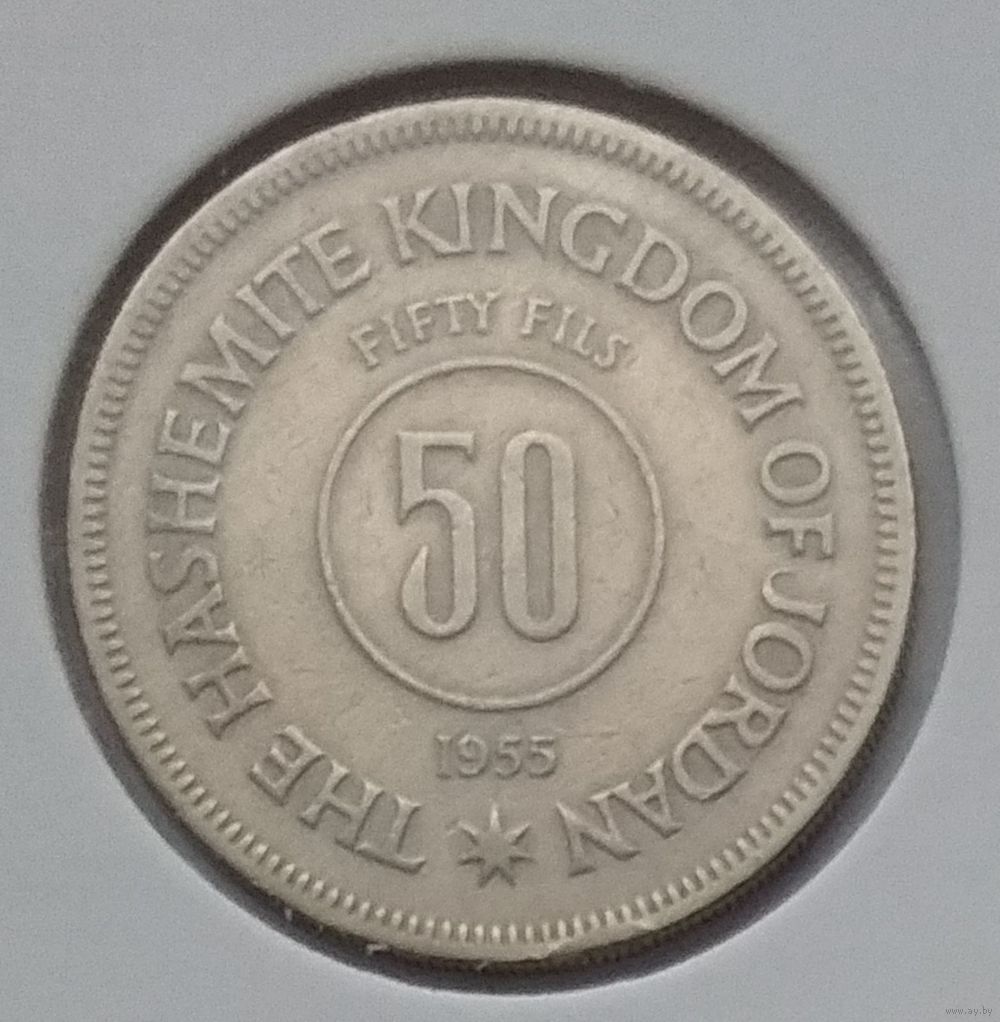 THE HASHEMITE KINGDOM OF JORDAN
FIFTY FILS
50
1955
www.ay.by